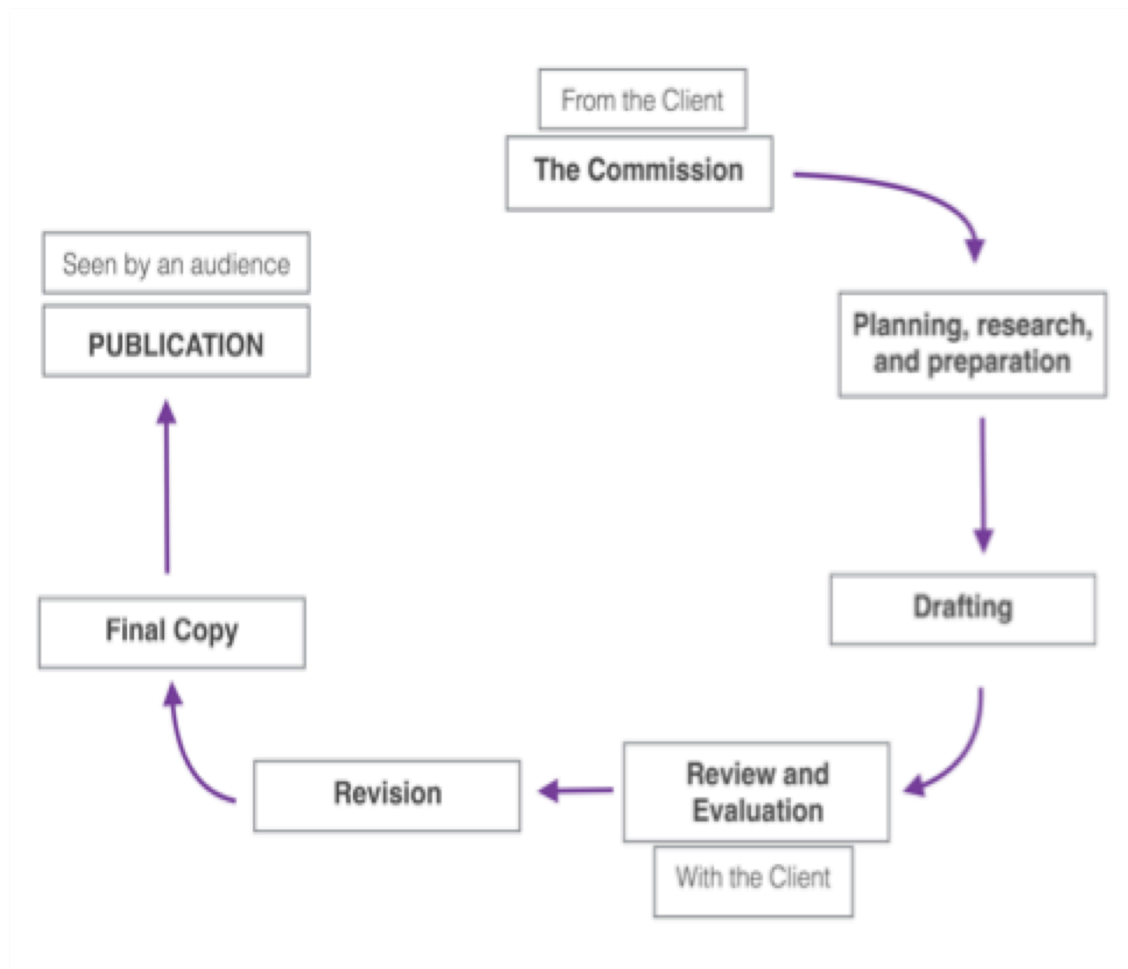 From the Client
The Commission
Planning, research,
and preparation
Drafting
Review and
Evaluation
With the Client
Revision
Final Copy
Seen by an audience
PUBLICATION